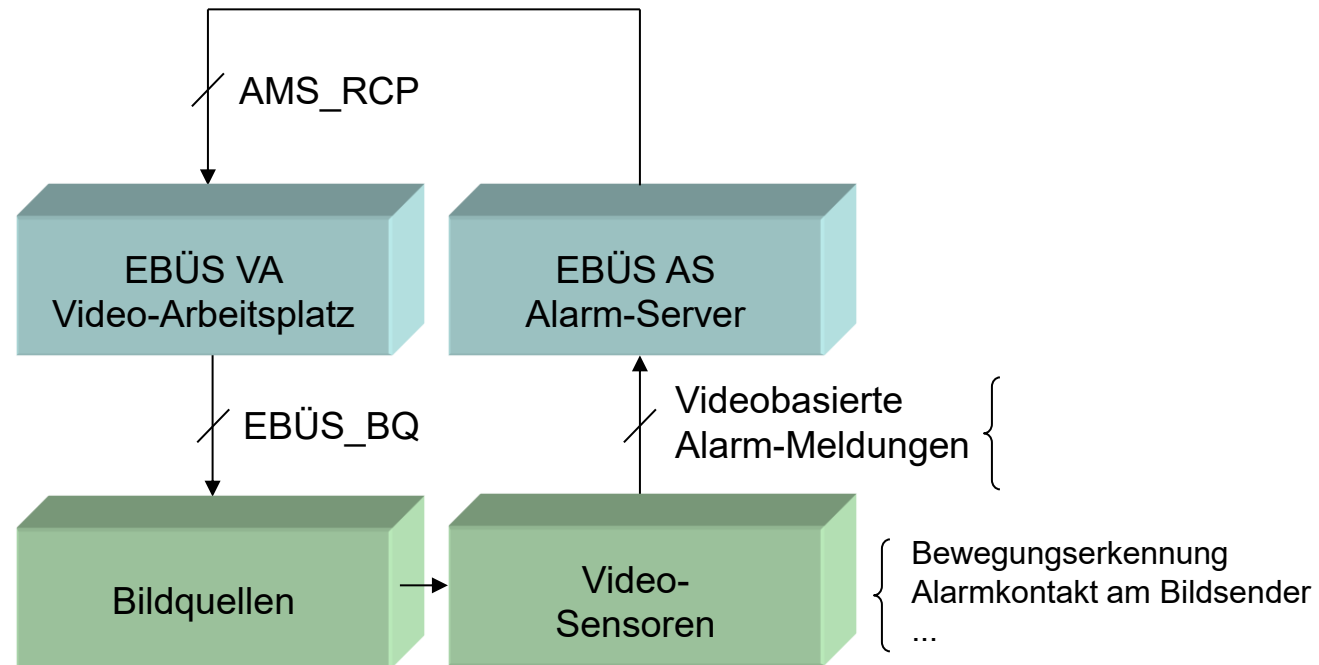 AMS_RCP
EBÜS VA
Video-Arbeitsplatz
EBÜS AS
Alarm-Server
EBÜS_BQ
Videobasierte
Alarm-Meldungen
Bildquellen
Video-
Sensoren
Bewegungserkennung
Alarmkontakt am Bildsender
...